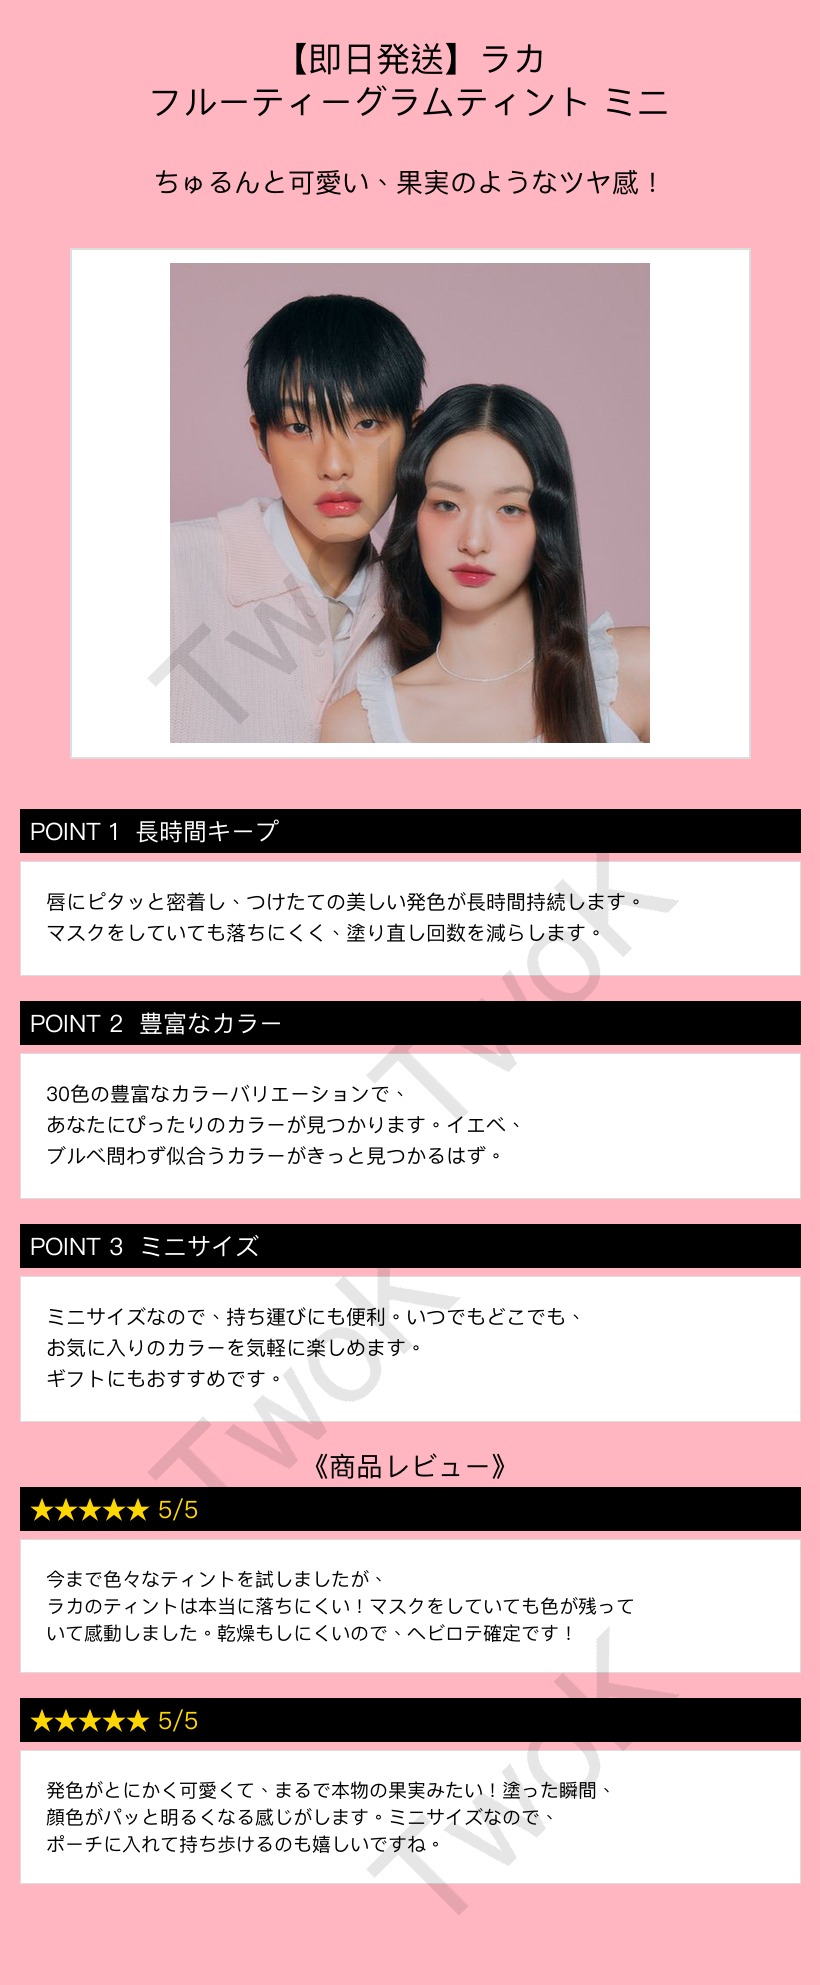 【即日発送】ラカ
フルーティーグラムティント ミニ
ちゅるんと可愛い、果実のようなツヤ感！
TwoK
POINT 1 長時間キープ
唇にピタッと密着し、つけたての美しい発色が長時間持続します。
マスクをしていても落ちにくく、塗り直し回数を減らします。
TwoK
POINT 2 豊富なカラー
30色の豊富なカラーバリエーションで、
あなたにぴったりのカラーが見つかります。イエベ、
ブルベ問わず似合うカラーがきっと見つかるはず。
POINT 3 ミニサイズ
ミニサイズなので、持ち運びにも便利。いつでもどこでも、
お気に入りのカラーを気軽に楽しめます。
ギフトにもおすすめです。
TwoK
《商品レビュー》
★★★★★ 5/5
今まで色々なティントを試しましたが、
ラカのティントは本当に落ちにくい！マスクをしていても色が残って
いて感動しました。乾燥もしにくいので、ヘビロテ確定です！
★★★★★ 5/5
発色がとにかく可愛くて、まるで本物の果実みたい！塗った瞬間、
顔色がパッと明るくなる感じがします。ミニサイズなので、
ポーチに入れて持ち歩けるのも嬉しいですね。
TwoK